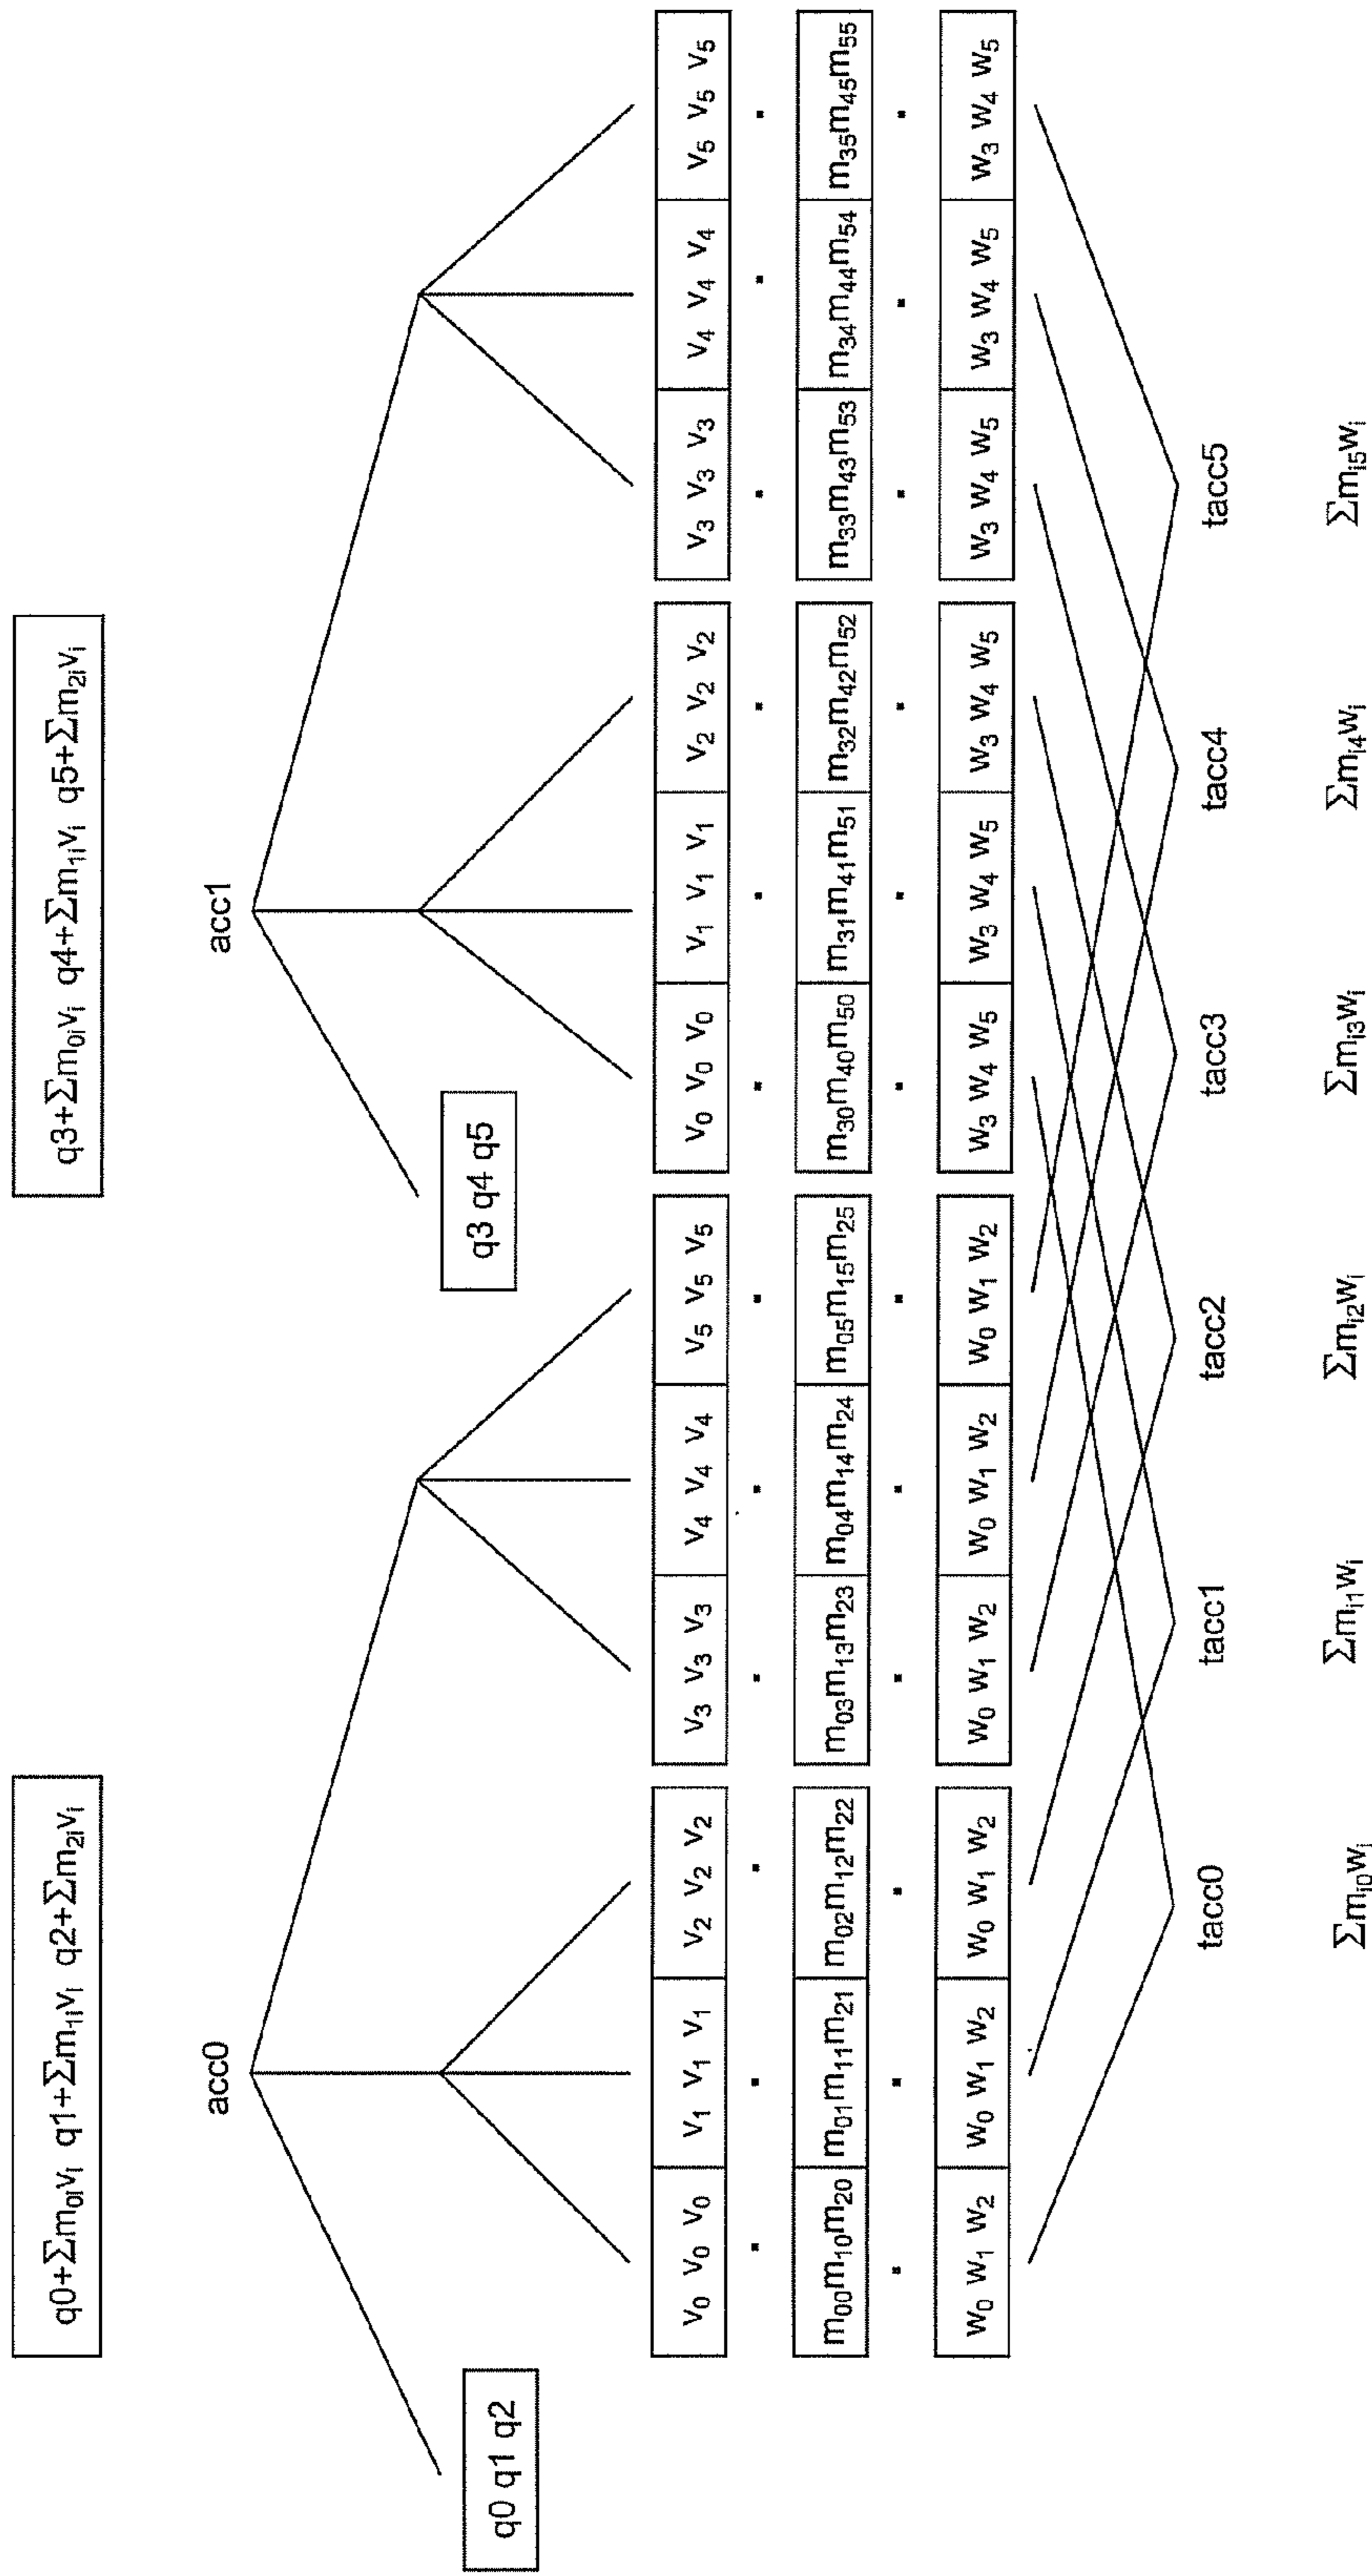 q0+Σm₀ᵢvᵢ q1+Σm₁ᵢvᵢ q2+Σm₂ᵢvᵢ
q3+Σm₀ᵢvᵢ q4+Σm₁ᵢvᵢ q5+Σm₂ᵢvᵢ
acc0
acc1
q0 q1 q2
q3 q4 q5
v₀ v₀ v₀ v₁ v₁ v₁ v₂ v₂ v₂ v₃ v₃ v₃ v₄ v₄ v₄ v₅ v₅ v₅ v₀ v₀ v₀ v₁ v₁ v₁ v₂ v₂ v₂ v₃ v₃ v₃ v₄ v₄ v₄ v₅ v₅ v₅
* * * * * * * * * * * *
m₀₀m₁₀m₂₀ m₀₁m₁₁m₂₁ m₀₂m₁₂m₂₂ m₀₃m₁₃m₂₃ m₀₄m₁₄m₂₄ m₀₅m₁₅m₂₅ m₃₀m₄₀m₅₀ m₃₁m₄₁m₅₁ m₃₂m₄₂m₅₂ m₃₃m₄₃m₅₃ m₃₄m₄₄m₅₄ m₃₅m₄₅m₅₅
* * * * * * * * * * * *
w₀ w₁ w₂ w₀ w₁ w₂ w₀ w₁ w₂ w₀ w₁ w₂ w₀ w₁ w₂ w₀ w₁ w₂ w₃ w₄ w₅ w₃ w₄ w₅ w₃ w₄ w₅ w₃ w₄ w₅ w₃ w₄ w₅ w₃ w₄ w₅
tacc0 tacc1 tacc2 tacc3 tacc4 tacc5
Σmᵢ₀wᵢ Σmᵢ₁wᵢ Σmᵢ₂wᵢ Σmᵢ₃wᵢ Σmᵢ₄wᵢ Σmᵢ₅wᵢ